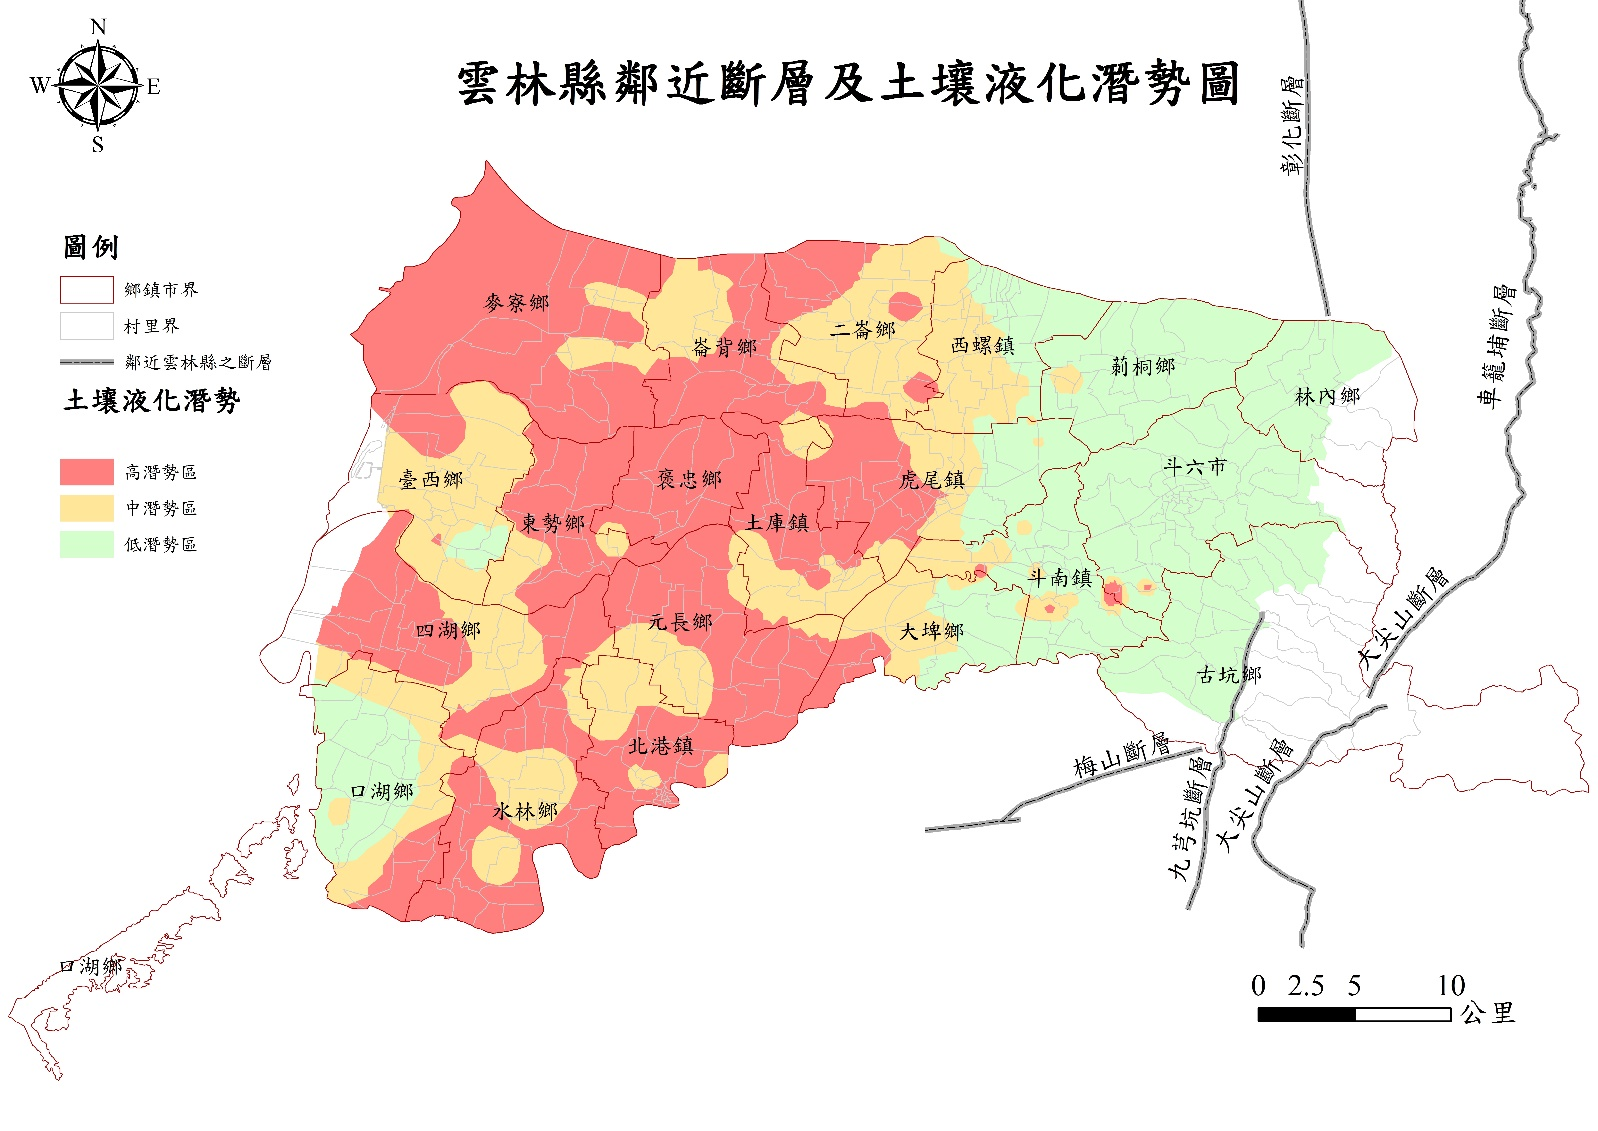 N
W
E
S
雲林縣鄰近斷層及土壤液化潛勢圖
圖例
鄉鎮市界
村里界
鄰近雲林縣之斷層
土壤液化潛勢
高潛勢區
中潛勢區
低潛勢區
彰化斷層
車籠埔斷層
麥寮鄉
崙背鄉
二崙鄉
西螺鎮
莿桐鄉
林內鄉
臺西鄉
東勢鄉
褒忠鄉
土庫鎮
虎尾鎮
斗六市
斗南鎮
四湖鄉
元長鄉
大埤鄉
古坑鄉
大尖山斷層
北港鎮
口湖鄉
水林鄉
梅山斷層
九芎坑斷層
大尖山斷層
口湖鄉
0 2.5 5 10
公里